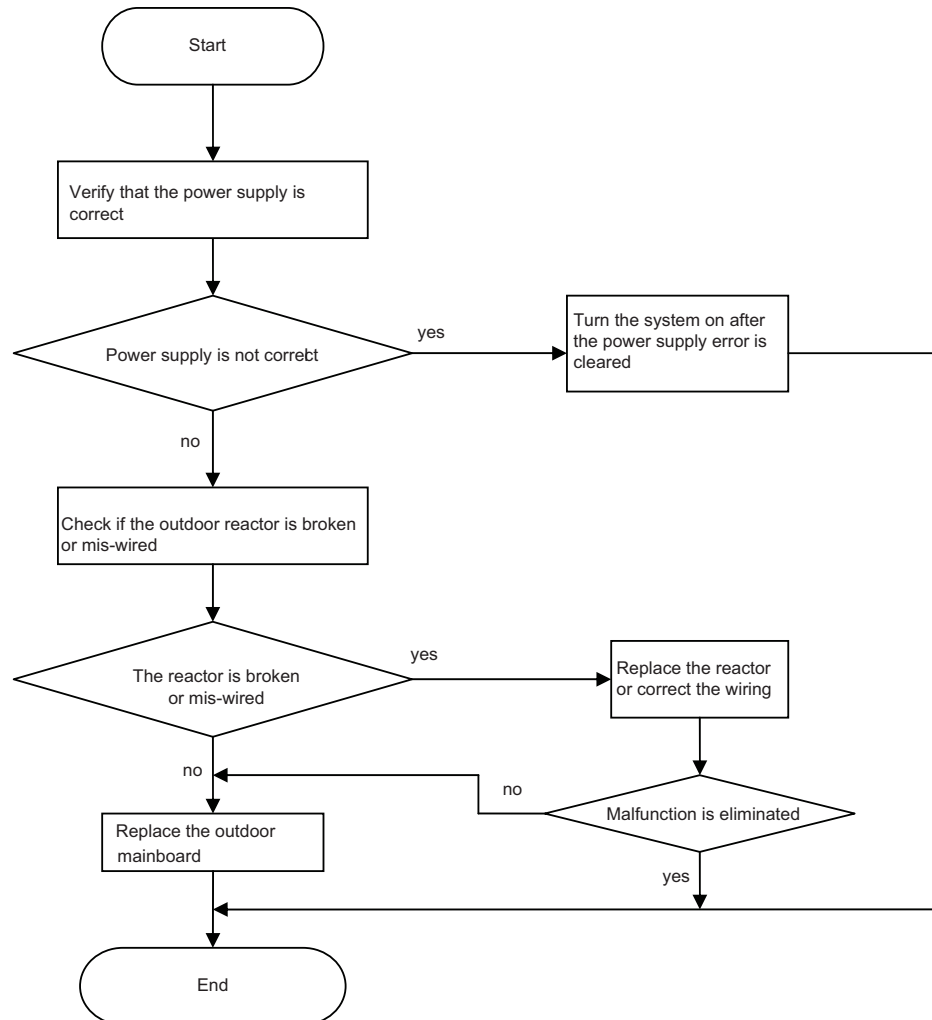 Start
Verify that the power supply is
correct
Power supply is not correct
yes
Turn the system on after
the power supply error is
cleared
no
Check if the outdoor reactor is broken
or mis-wired
The reactor is broken
or mis-wired
yes
Replace the reactor
or correct the wiring
no
no
Malfunction is eliminated
Replace the outdoor
mainboard
yes
End